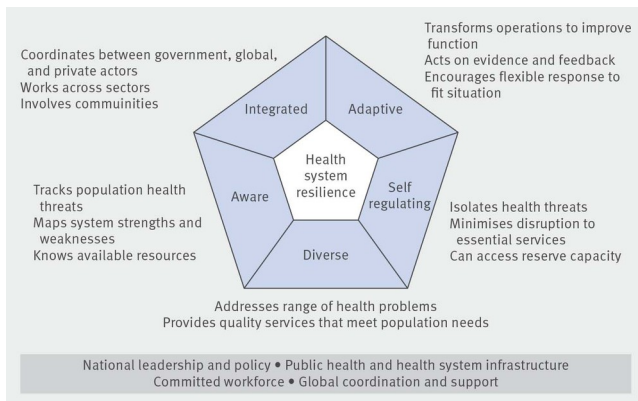 Coordinates between government, global,
and private actors
Works across sectors
Involves commuinities
Transforms operations to improve
function
Acts on evidence and feedback
Encourages flexible response to
fit situation
Integrated
Adaptive
Health
system
resilience
Aware
Self
regulating
Diverse
Tracks population health
threats
Maps system strengths and
weaknesses
Knows available resources
Isolates health threats
Minimises disruption to
essential services
Can access reserve capacity
Addresses range of health problems
Provides quality services that meet population needs
National leadership and policy • Public health and health system infrastructure
Committed workforce • Global coordination and support